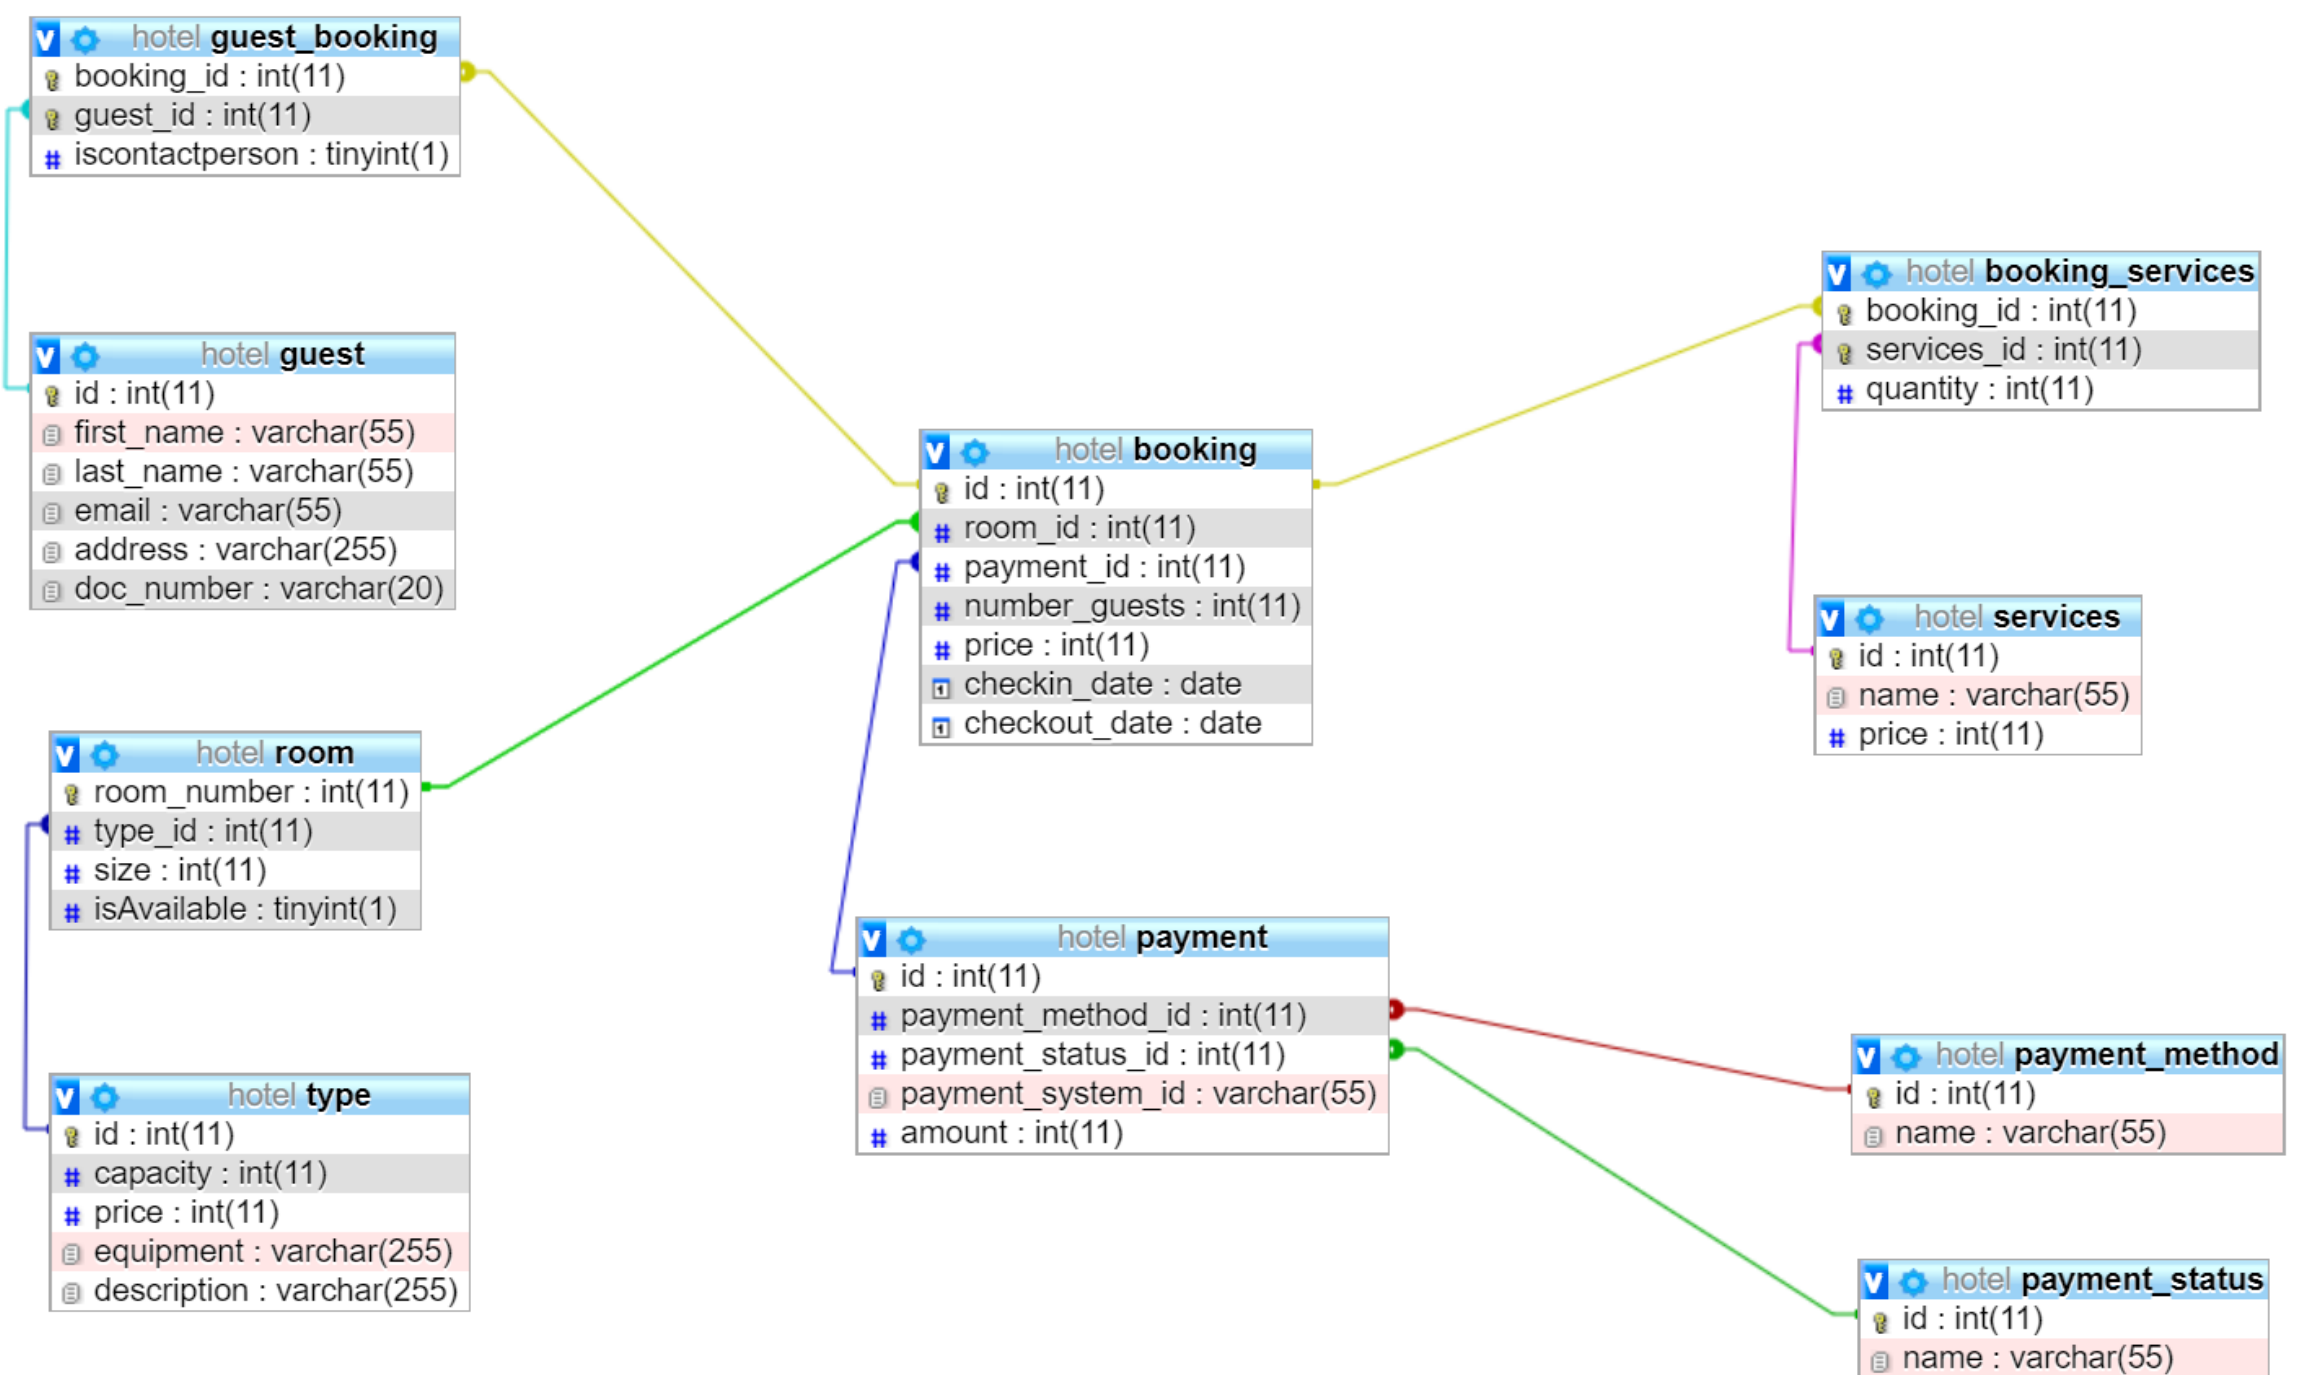 hotel guest_booking
booking_id : int(11)
guest_id : int(11)
iscontactperson : tinyint(1)
hotel guest
id : int(11)
first_name : varchar(55)
last_name : varchar(55)
email : varchar(55)
address : varchar(255)
doc_number : varchar(20)
hotel room
room_number : int(11)
type_id : int(11)
size : int(11)
isAvailable : tinyint(1)
hotel type
id : int(11)
capacity : int(11)
price : int(11)
equipment : varchar(255)
description : varchar(255)
hotel booking
id : int(11)
room_id : int(11)
payment_id : int(11)
number_guests : int(11)
price : int(11)
checkin_date : date
checkout_date : date
hotel payment
id : int(11)
payment_method_id : int(11)
payment_status_id : int(11)
payment_system_id : varchar(55)
amount : int(11)
hotel booking_services
booking_id : int(11)
services_id : int(11)
quantity : int(11)
hotel services
id : int(11)
name : varchar(55)
price : int(11)
hotel payment_method
id : int(11)
name : varchar(55)
hotel payment_status
id : int(11)
name : varchar(55)